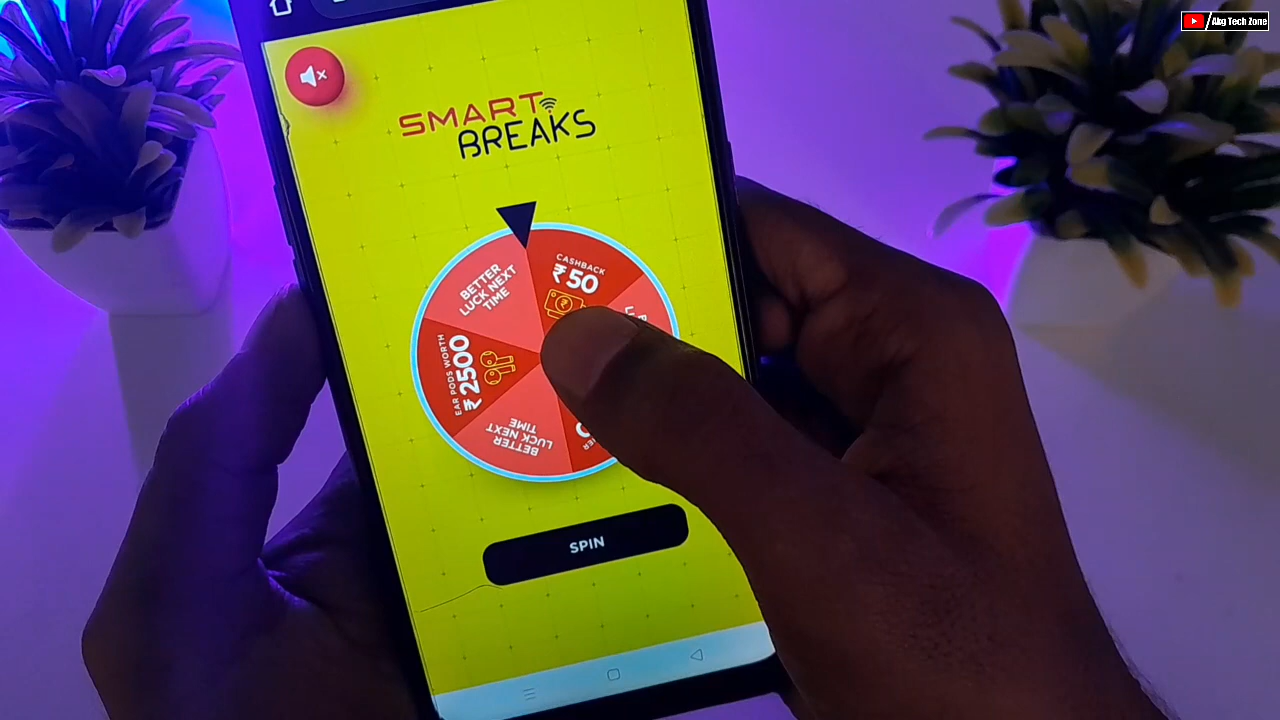 Akg Tech Zone
SMART
BREAKS
CASHBACK
₹50
BETTER
LUCK NEXT
TIME
EAR PODS WORTH
₹2500
BETTER
LUCK NEXT
TIME
SPIN